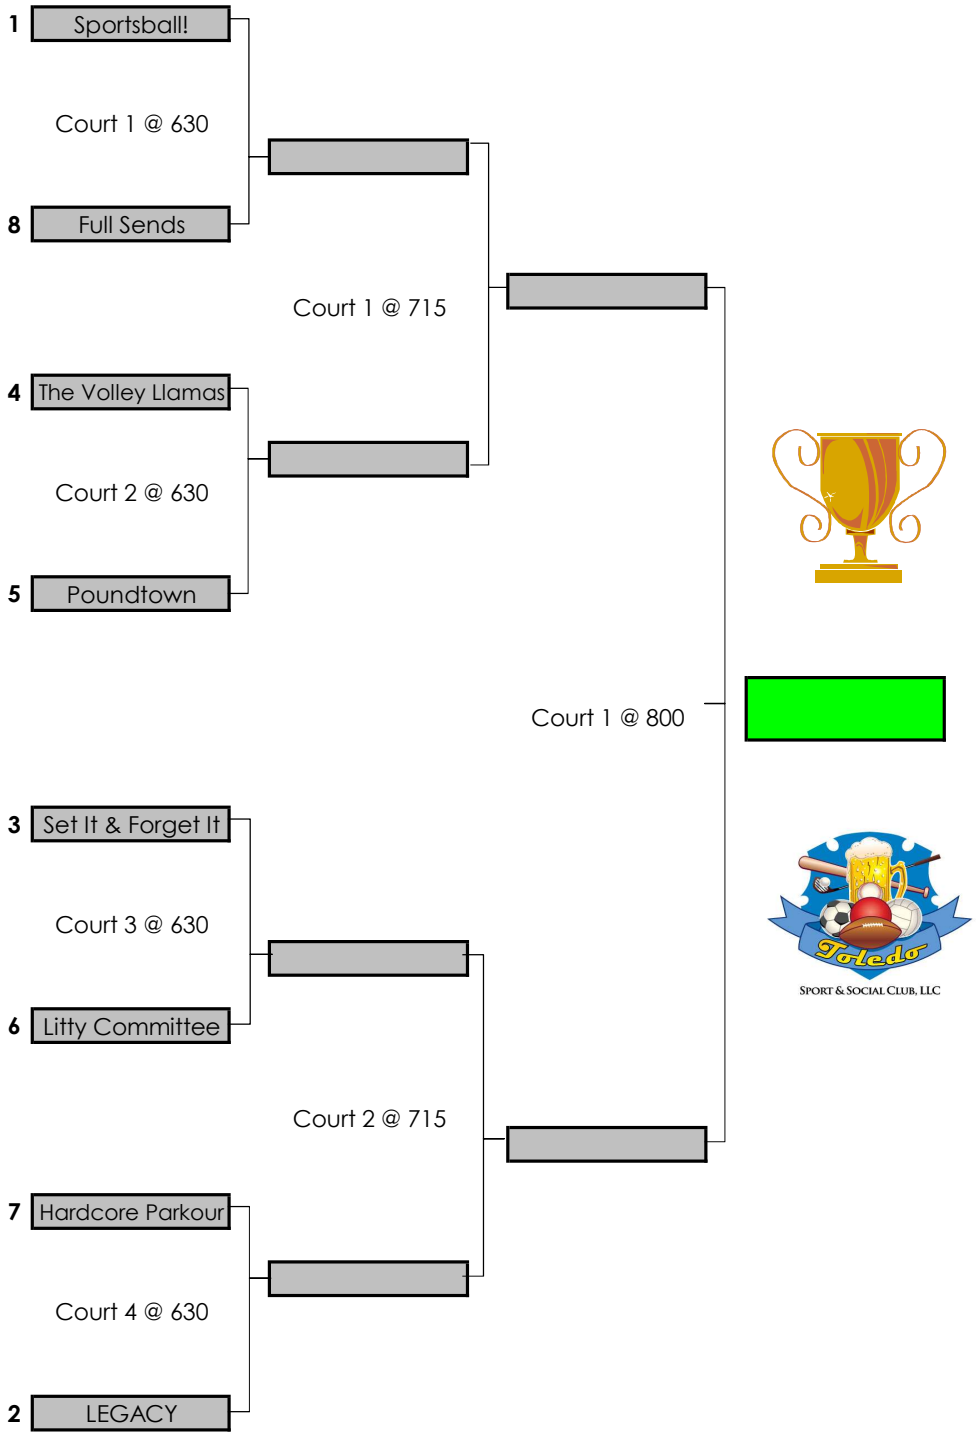 1 Sportsball!
Court 1 @ 630
8 Full Sends
Court 1 @ 715
4 The Volley Llamas
Court 2 @ 630
5 Poundtown
Court 1 @ 800
3 Set It & Forget It
Court 3 @ 630
6 Litty Committee
Court 2 @ 715
7 Hardcore Parkour
Court 4 @ 630
2 LEGACY
Toledo
SPORT & SOCIAL CLUB, LLC